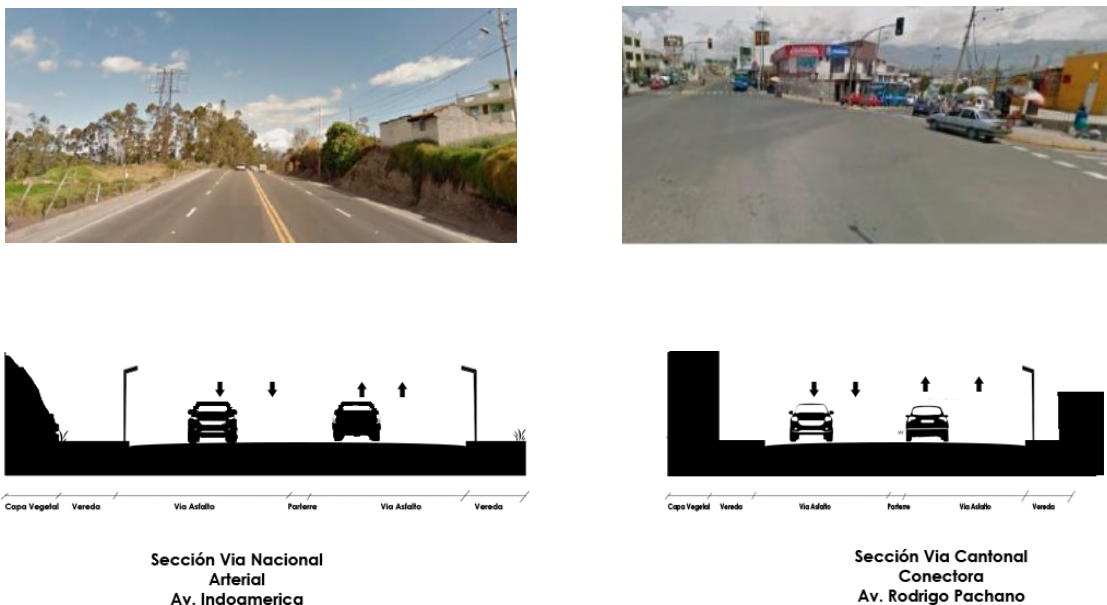 Capa Vegetal Vereda Via Asfalto Parterre Via Asfalto Vereda
Sección Via Nacional
Arterial
Av. Indoamerica
Capa Vegetal Vereda Via Asfalto Parterre Via Asfalto Vereda
Sección Via Cantonal
Conectora
Av. Rodrigo Pachano